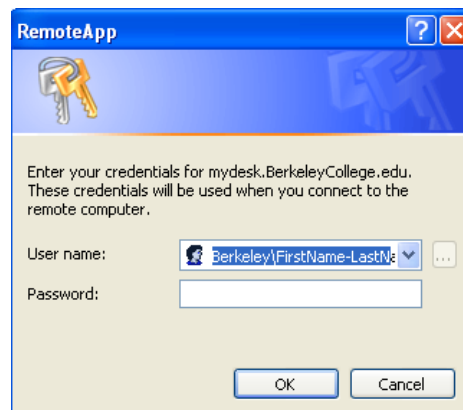 RemoteApp
Enter your credentials for mydesk.BerkeleyCollege.edu.
These credentials will be used when you connect to the
remote computer.
User name:
Berkeley\FirstName-LastNa
Password:
...
OK
Cancel